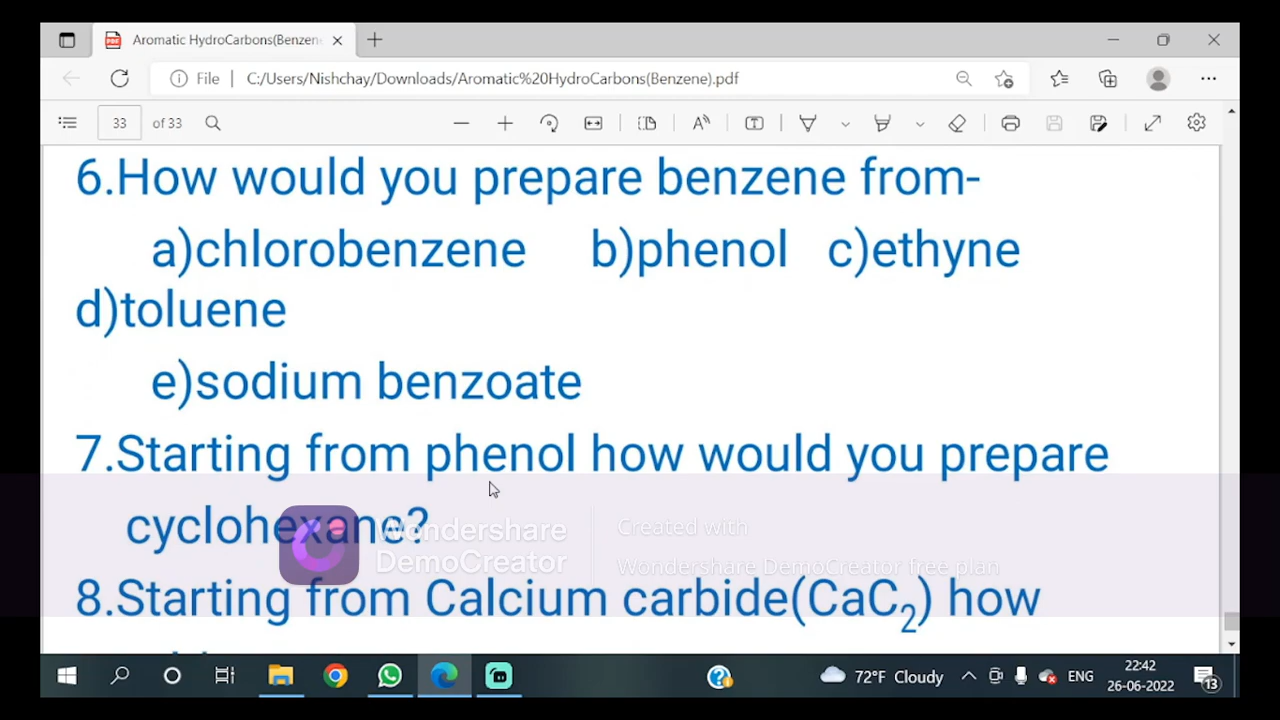 Aromatic HydroCarbons(Benzen
File C:/Users/Nishchay/Downloads/Aromatic%20HydroCarbons(Benzene).pdf
33 of 33
6.How would you prepare benzene from-
a)chlorobenzene b)phenol c)ethyne
d)toluene
e)sodium benzoate
7.Starting from phenol how would you prepare
cyclohexane?
Wondershare
DemoCreator
Created with
Wondershare DemoCreator free plan
8.Starting from Calcium carbide(CaC₂) how
72°F Cloudy
ENG
22:42
26-06-2022
13